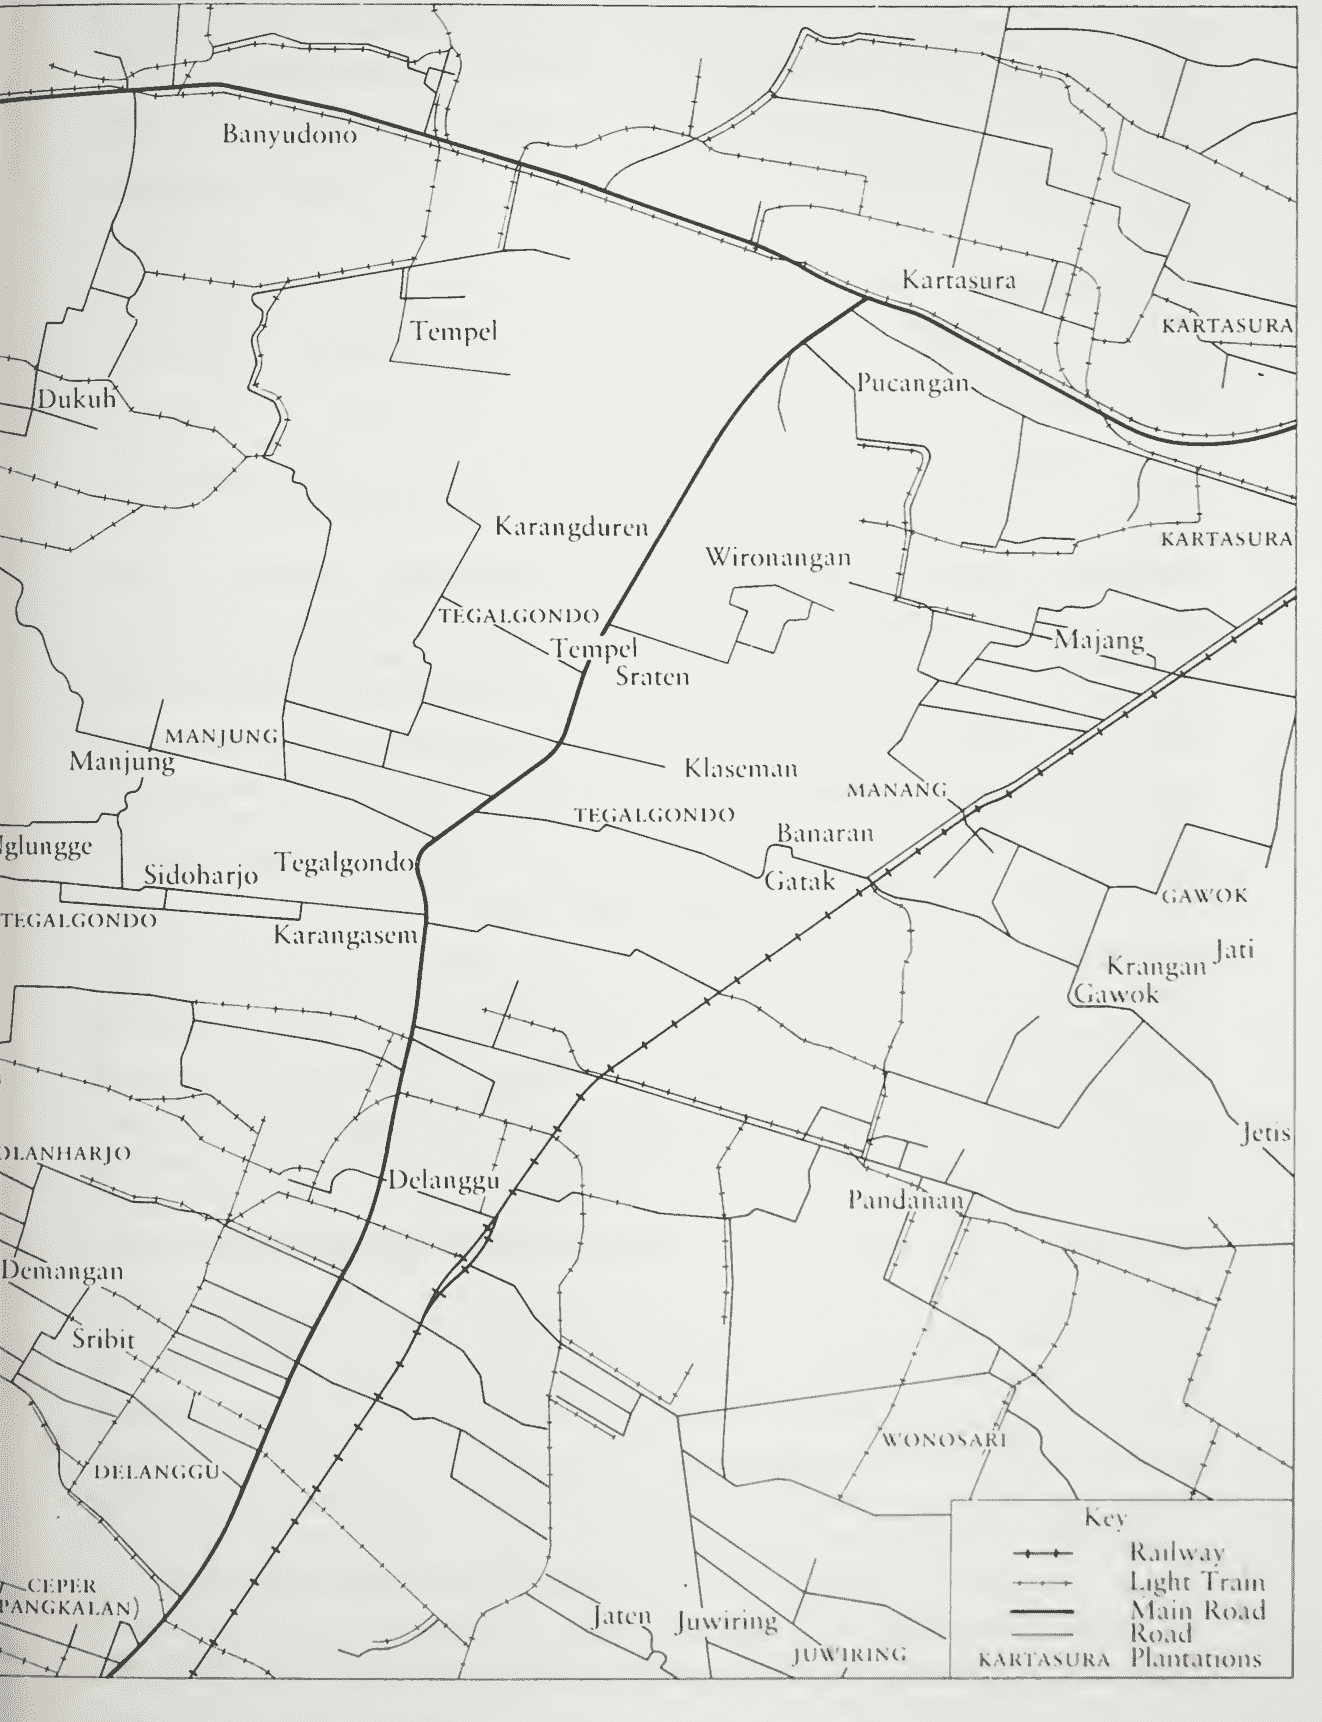 Banyudono
Kartasura
KARTASURA
Tempel
Pucangan
Dukuh
Karangduren
KARTASURA
Wironangan
TEGALGONDO
Tempel
Sraten
Majang
MANJUNG
Manjung
Klaseman
MANANG
TEGALGONDO
Banaran
Nglungge
Sidoharjo
Tegalgondo
Gatak
GAWOK
TEGALGONDO
Karangasem
Jati
Krangan
Gawok
Jetis
OLANHARJO
Delanggu
Pandanan
Demangan
Sribit
WONOSARI
DELANGGU
CEPER
PANGKALAN)
Jaten
Juwiring
JUWIRING
Key
Railway
Light Train
Main Road
Road
KARTASURA Plantations